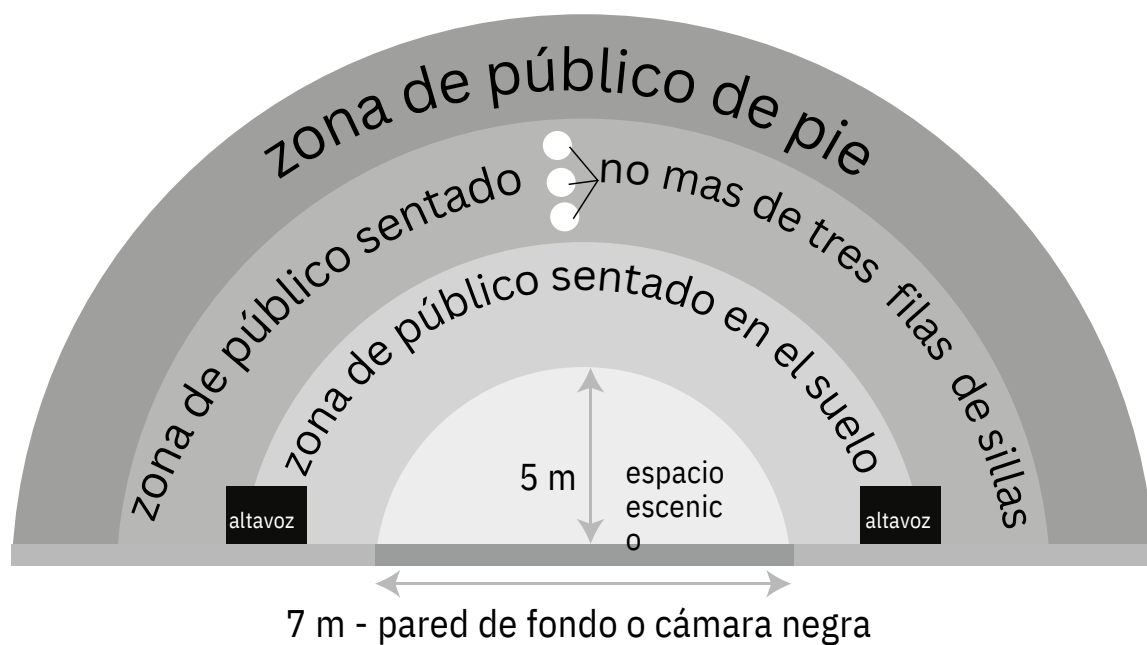 zona de público de pie
zona de público sentado
no mas de tres filas de sillas
zona de público sentado en el suelo
5 m
espacio
escenic
o
altavoz
altavoz
7 m - pared de fondo o cámara negra